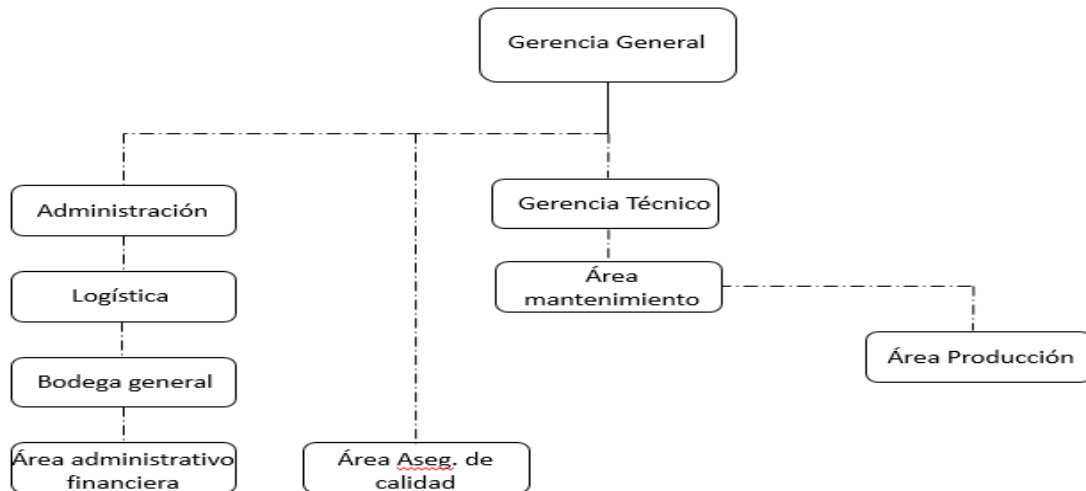 Gerencia General
Administración
Gerencia Técnico
Logística
Área
mantenimiento
Área Producción
Bodega general
Área administrativo
financiera
Área Aseg. de
calidad